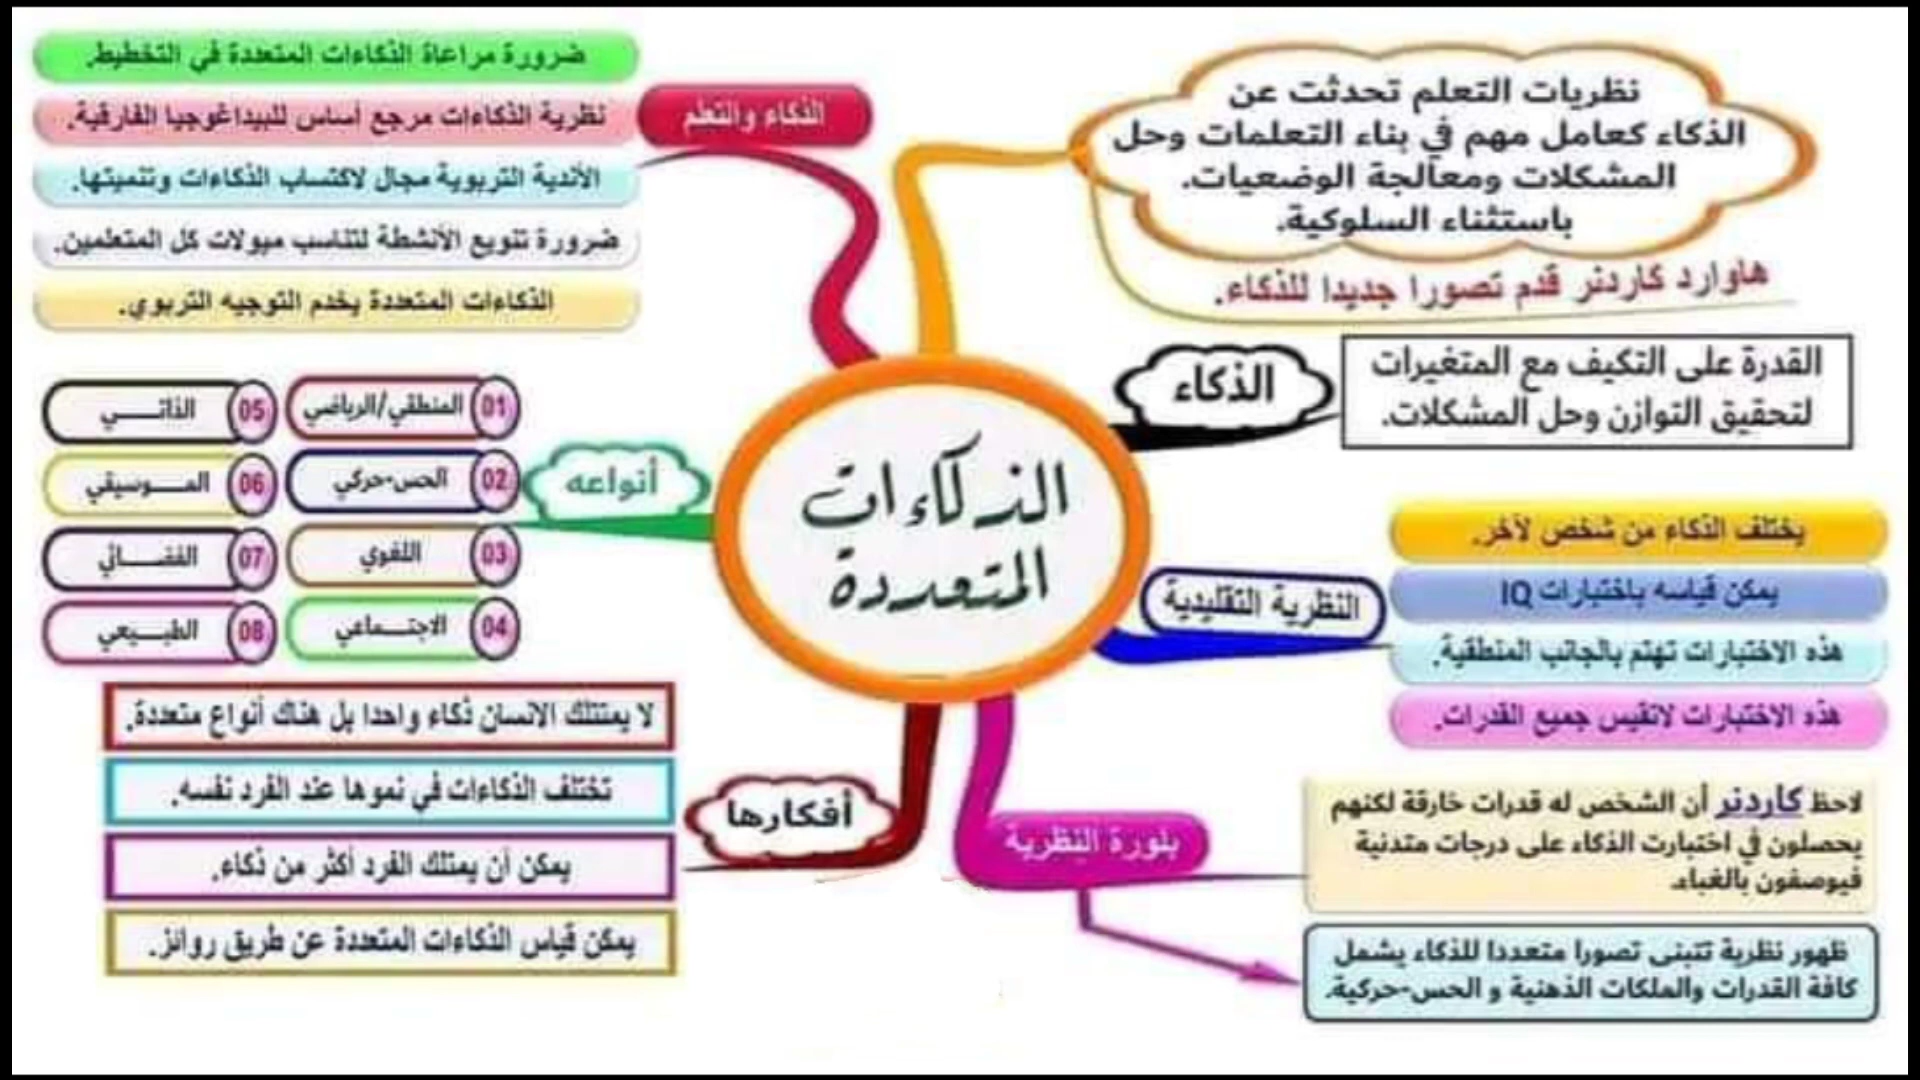 نظريات التعلم تحدثت عن
الذكاء كعامل مهم في بناء التعلمات وحل
المشكلات ومعالجة الوضعيات.
باستثناء السلوكية.
هاوارد كاردنر قدم تصورا جديدا للذكاء.
الذكاء
القدرة على التكيف مع المتغيرات
لتحقيق التوازن وحل المشكلات.
الذكاءات
المتعددة
النظرية التقليدية
يختلف الذكاء من شخص لآخر.
يمكن قياسه باختبارات IQ
هذه الاختبارات تهتم بالجانب المنطقية.
هذه الاختبارات لاتقيس جميع القدرات.
بلورة النظرية
لاحظ كاردنر أن الشخص له قدرات خارقة لكنهم
يحصلون في اختبارت الذكاء على درجات متدنية
فيوصفون بالغباء.
ظهور نظرية تتبنى تصورا متعددا للذكاء يشمل
كافة القدرات والملكات الذهنية و الحس-حركية.
الذكاء والتعلم
ضرورة مراعاة الذكاءات المتعددة في التخطيط.
نظرية الذكاءات مرجع أساس للبيداغوجيا الفارقية.
الأندية التربوية مجال لاكتساب الذكاءات وتنميتها.
ضرورة تنويع الأنشطة لتناسب ميولات كل المتعلمين.
الذكاءات المتعددة يخدم التوجيه التربوي.
أنواعه
01 المنطقي/الرياضي
02 الحس-حركي
03 اللغوي
04 الاجتـــماعي
05 الذاتـــي
06 المـــوسيقي
07 الفضـــائي
08 الطبـــيعي
أفكارها
لا يمتتلك الانسان ذكاء واحدا بل هناك أنواع متعددة.
تختلف الذكاءات في نموها عند الفرد نفسه.
يمكن أن يمتلك الفرد أكثر من ذكاء.
يمكن قياس الذكاءات المتعددة عن طريق روائز.